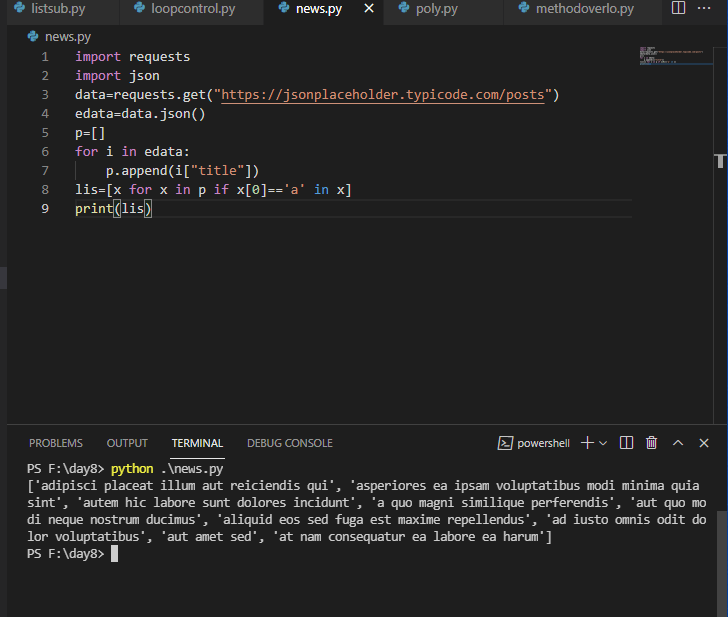 listsub.py loopcontrol.py news.py poly.py methodoverlo.py
news.py
1 import requests
2 import json
3 data=requests.get("https://jsonplaceholder.typicode.com/posts")
4 edata=data.json()
5 p=[]
6 for i in edata:
7     p.append(i["title"])
8 lis=[x for x in p if x[0]=='a' in x]
9 print(lis)
PROBLEMS OUTPUT TERMINAL DEBUG CONSOLE powershell
PS F:\day8> python .\news.py
['adipisci placeat illum aut reiciendis qui', 'asperiores ea ipsam voluptatibus modi minima quia
sint', 'autem hic labore sunt dolores incidunt', 'a quo magni similique perferendis', 'aut quo mo
di neque nostrum ducimus', 'aliquid eos sed fuga est maxime repellendus', 'ad iusto omnis odit do
lor voluptatibus', 'aut amet sed', 'at nam consequatur ea labore ea harum']
PS F:\day8>